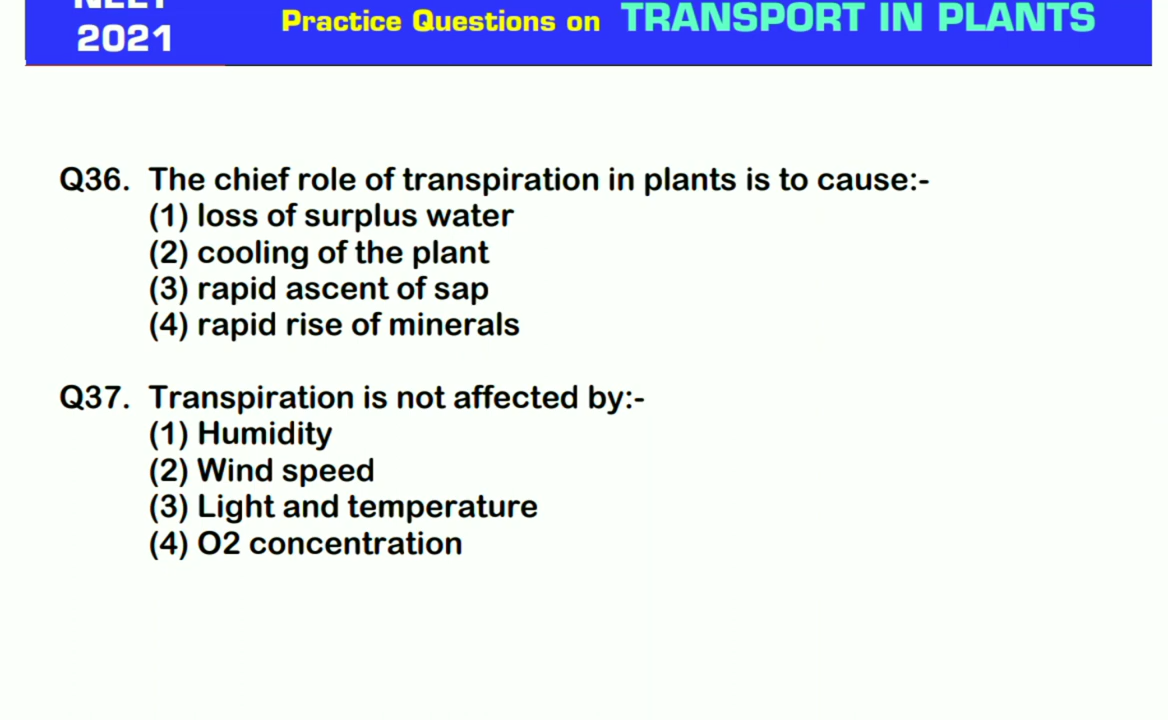 NEET
2021
Practice Questions on TRANSPORT IN PLANTS
Q36. The chief role of transpiration in plants is to cause:-
(1) loss of surplus water
(2) cooling of the plant
(3) rapid ascent of sap
(4) rapid rise of minerals
Q37. Transpiration is not affected by:-
(1) Humidity
(2) Wind speed
(3) Light and temperature
(4) O2 concentration